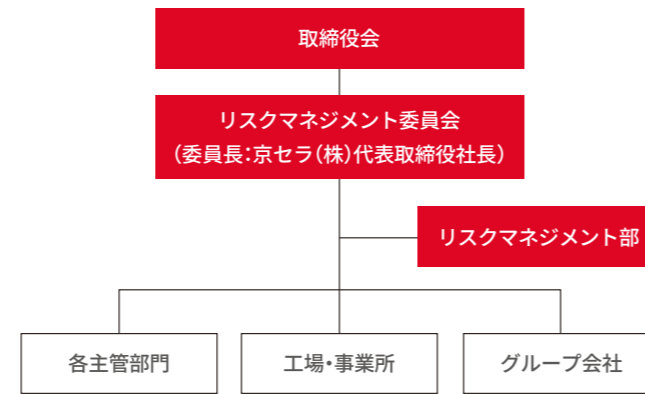 取締役会
リスクマネジメント委員会
（委員長：京セラ（株）代表取締役社長）
リスクマネジメント部
各主管部門
工場・事業所
グループ会社